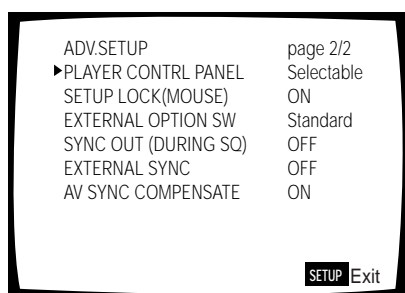 ADV.SETUP page 2/2
▶PLAYER CONTRL PANEL Selectable
SETUP LOCK(MOUSE) ON
EXTERNAL OPTION SW Standard
SYNC OUT (DURING SQ) OFF
EXTERNAL SYNC OFF
AV SYNC COMPENSATE ON
SETUP Exit